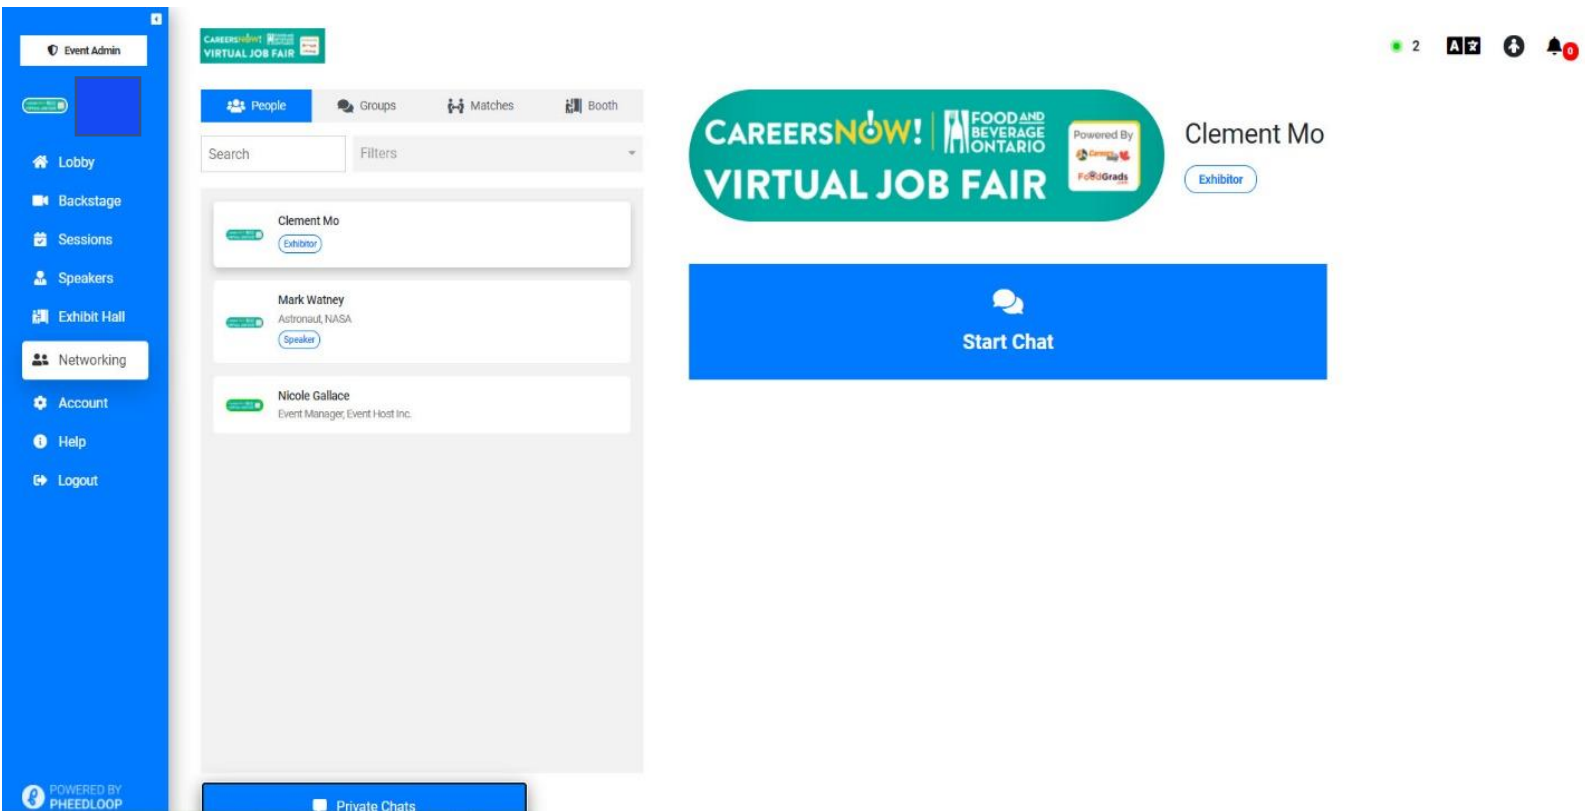 Event Admin
Lobby
Backstage
Sessions
Speakers
Exhibit Hall
Networking
Account
Help
Logout
POWERED BY
PHEEDLOOP
CAREERSNOW!
VIRTUAL JOB FAIR
People
Groups
Matches
Booth
Search
Filters
Clement Mo
Exhibitor
Mark Watney
Astronaut, NASA
Speaker
Nicole Gallace
Event Manager, Event Host Inc.
Private Chats
CAREERSNOW!
FOOD AND
BEVERAGE
ONTARIO
VIRTUAL JOB FAIR
Powered By
FoodGrads
Clement Mo
Exhibitor
Start Chat
2
A
0